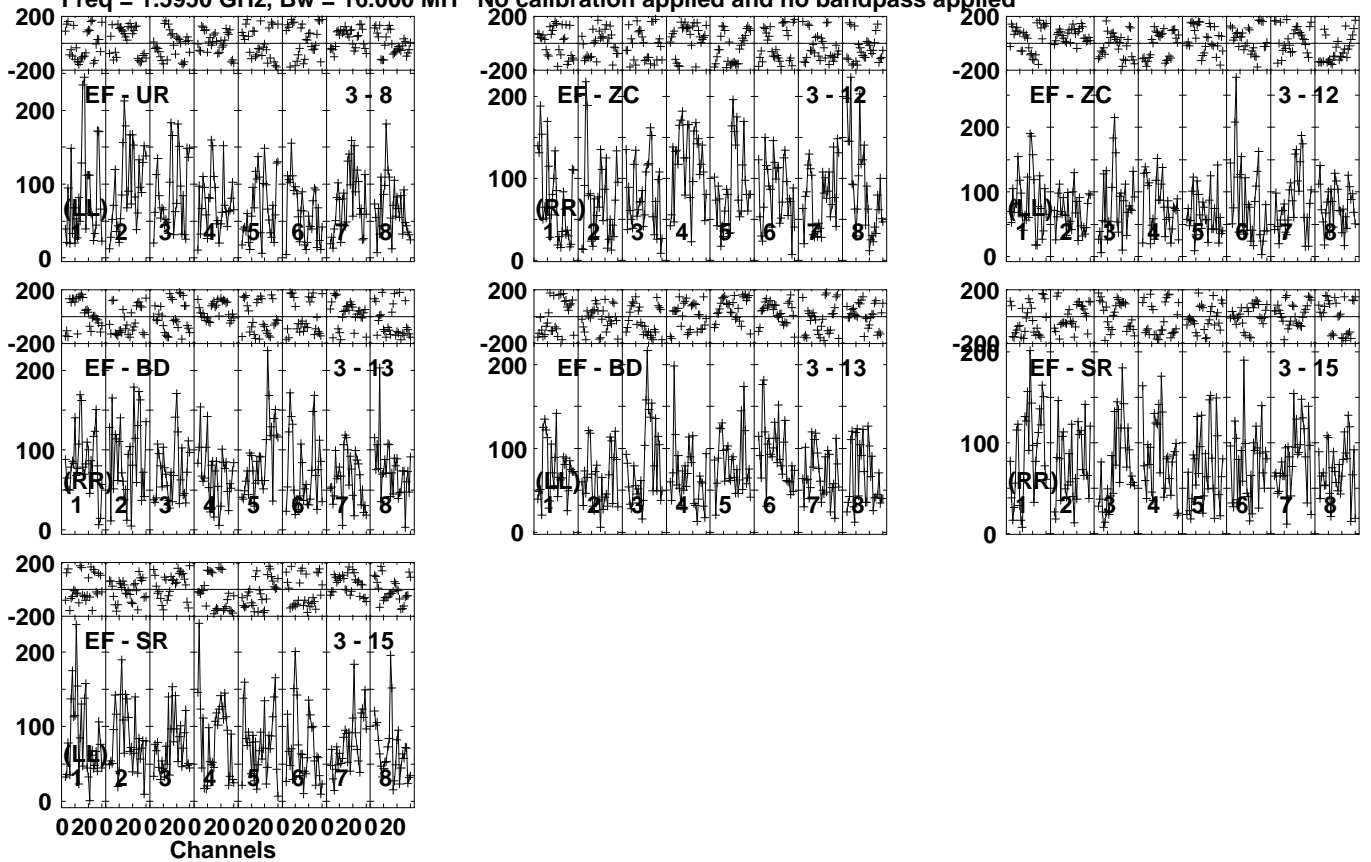 Freq = 1.5950 GHz, Bw = 16.000 MH No calibration applied and no bandpass applied
200 200 200
-200 -200 -200
EF - UR 3 - 8 EF - ZC 3 - 12 EF - ZC 3 - 12
200 200 200
100 100 100
(LL) (RR) (LL)
1 2 3 4 5 6 7 8 1 2 3 4 5 6 7 8 1 2 3 4 5 6 7 8
0 0 0
200 200 200
-200 -200 -200
EF - BD 3 - 13 EF - BD 3 - 13 EF - SR 3 - 15
200 200 200
100 100 100
(RR) (LL) (RR)
1 2 3 4 5 6 7 8 1 2 3 4 5 6 7 8 1 2 3 4 5 6 7 8
0 0 0
200
-200
EF - SR 3 - 15
200
100
(LL)
1 2 3 4 5 6 7 8
0
0 20 0 20 0 20 0 20 0 20 0 20 0 20 0 20
Channels